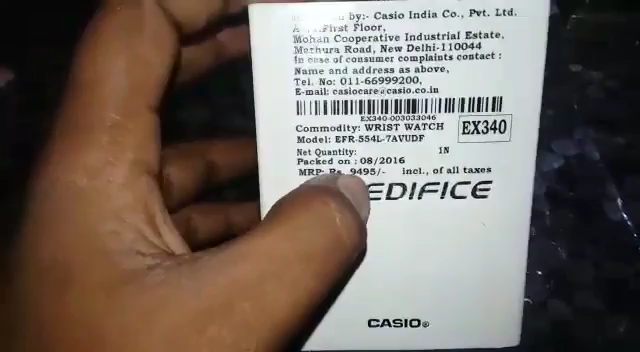 by:- Casio India Co., Pvt. Ltd.
First Floor,
Mohan Cooperative Industrial Estate,
Mathura Road, New Delhi-110044
In case of consumer complaints contact :
Name and address as above,
Tel. No: 011-66999200,
E-mail: casiocare@casio.co.in
EX340-003033046
Commodity: WRIST WATCH
EX340
Model: EFR-554L-7AVUDF
Net Quantity: 1N
Packed on : 08/2016
MRP: Rs. 9495/- incl., of all taxes
EDIFICE
CASIO®